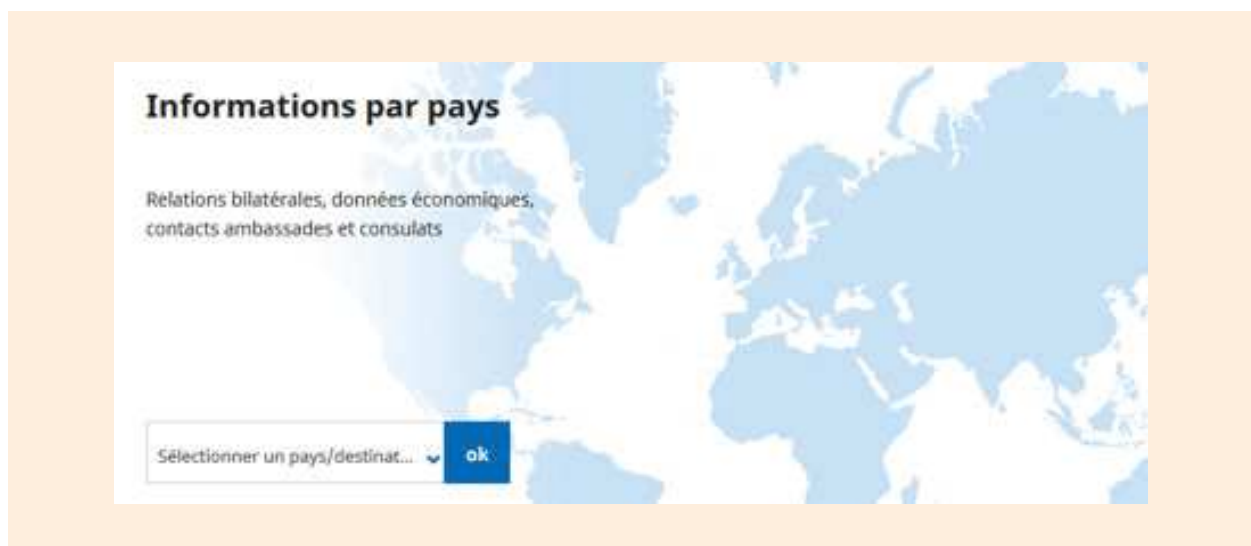 Informations par pays
Relations bilatérales, données économiques,
contacts ambassades et consulats
Sélectionner un pays/destinat...
ok